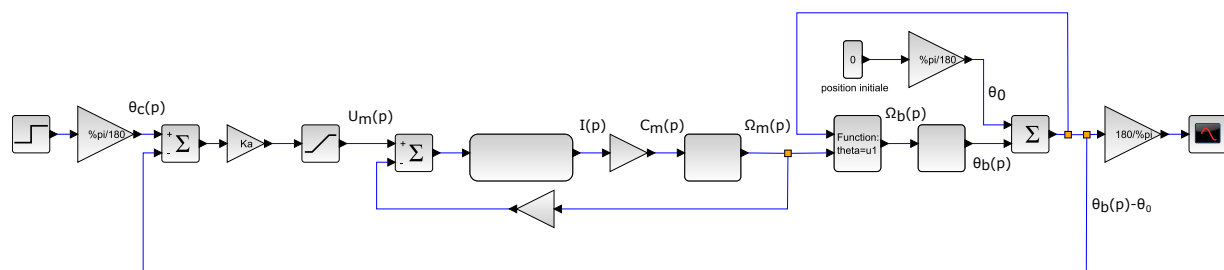 0
position initiale
%pi/180
θ₀
θc(p)
%pi/180
+
-
Σ
Ka
Um(p)
+
-
Σ
I(p)
Cm(p)
Ωm(p)
Function:
theta=u1
Ωb(p)
θb(p)
Σ
180/%pi
θb(p)-θ₀